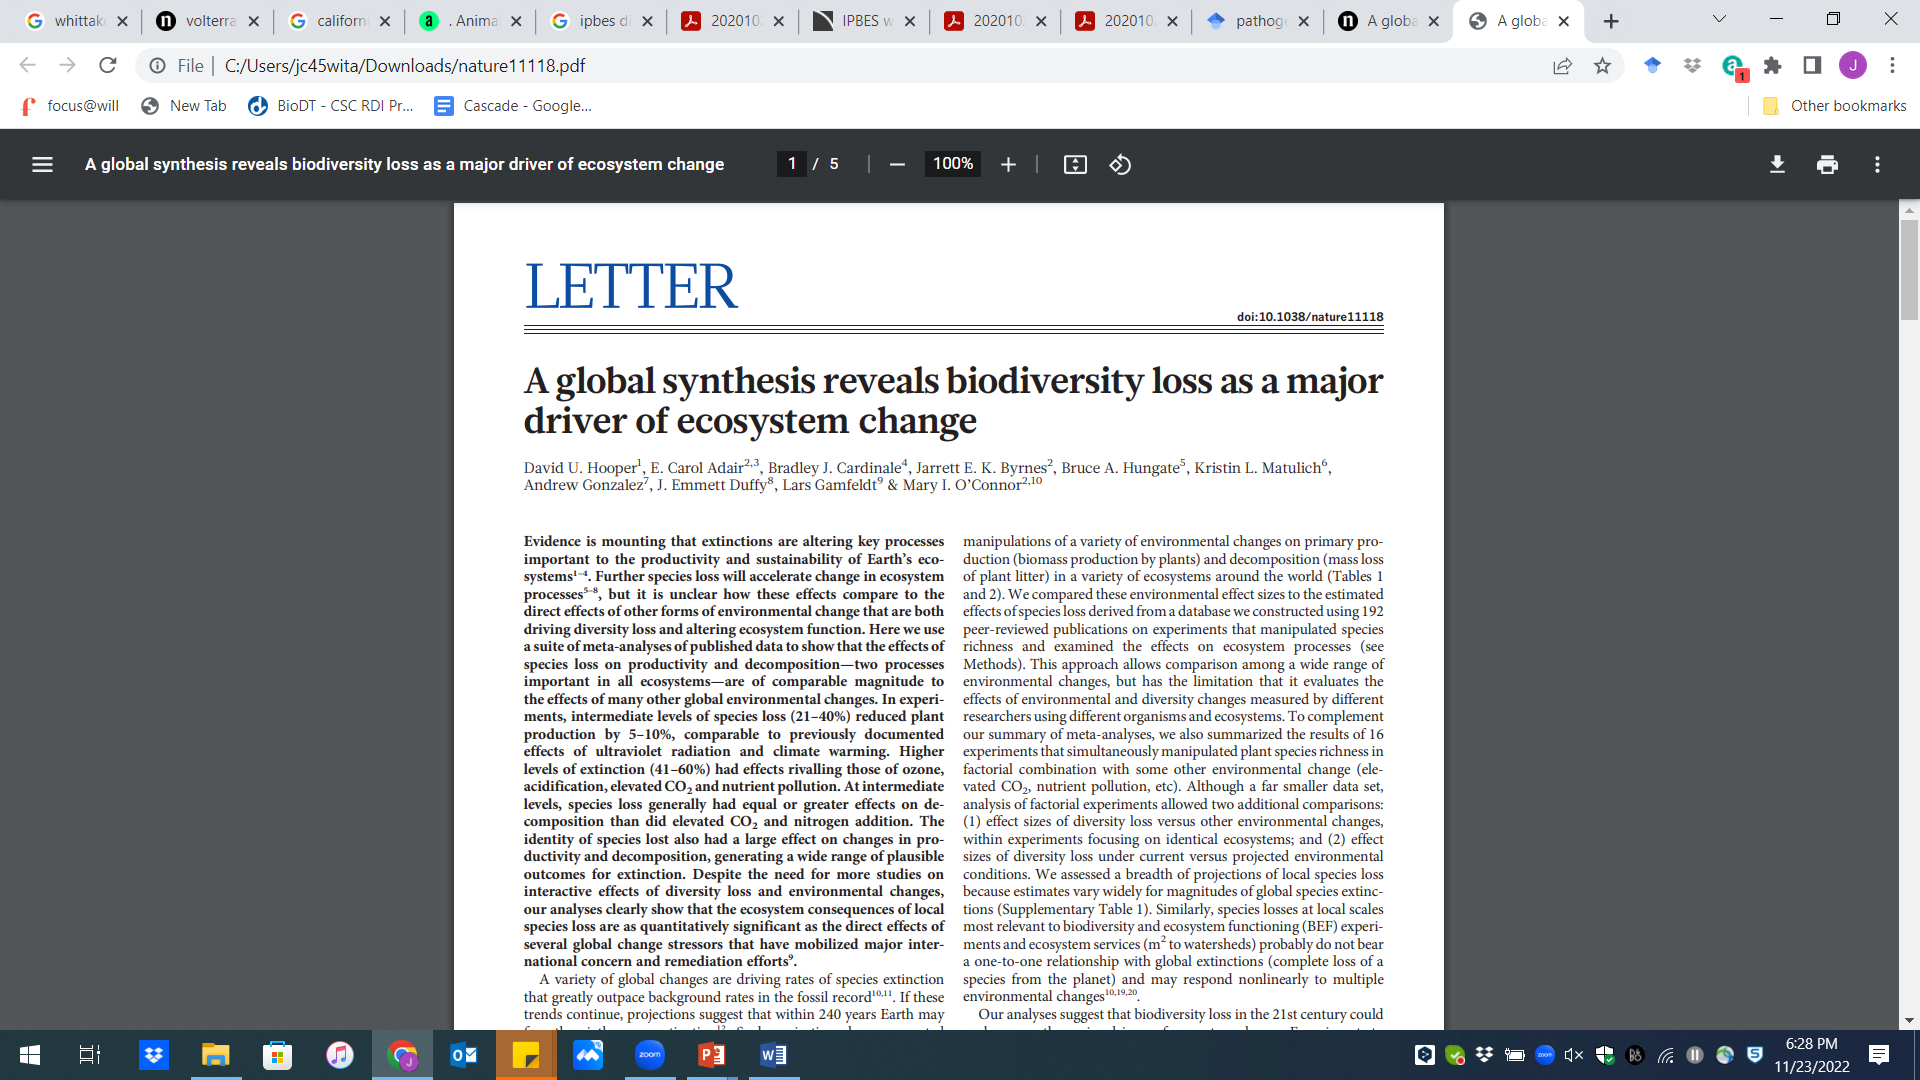 whittak
volterra
californ
. Anima
ipbes di
202010
IPBES w
202010
202010
pathog
A globa
A globa
File
C:/Users/jc45wita/Downloads/nature11118.pdf
J
1
focus@will
New Tab
BioDT - CSC RDI Pr...
Cascade - Google...
Other bookmarks
A global synthesis reveals biodiversity loss as a major driver of ecosystem change
1 / 5
100%
LETTER
doi:10.1038/nature11118
A global synthesis reveals biodiversity loss as a major
driver of ecosystem change
David U. Hooper1, E. Carol Adair2,3, Bradley J. Cardinale4, Jarrett E. K. Byrnes2, Bruce A. Hungate5, Kristin L. Matulich6,
Andrew Gonzalez7, J. Emmett Duffy8, Lars Gamfeldt9 & Mary I. O'Connor2,10
Evidence is mounting that extinctions are altering key processes
important to the productivity and sustainability of Earth's eco-
systems1–4. Further species loss will accelerate change in ecosystem
processes5–8, but it is unclear how these effects compare to the
direct effects of other forms of environmental change that are both
driving diversity loss and altering ecosystem function. Here we use
a suite of meta-analyses of published data to show that the effects of
species loss on productivity and decomposition—two processes
important in all ecosystems—are of comparable magnitude to
the effects of many other global environmental changes. In experi-
ments, intermediate levels of species loss (21–40%) reduced plant
production by 5–10%, comparable to previously documented
effects of ultraviolet radiation and climate warming. Higher
levels of extinction (41–60%) had effects rivalling those of ozone,
acidification, elevated CO2 and nutrient pollution. At intermediate
levels, species loss generally had equal or greater effects on de-
composition than did elevated CO2 and nitrogen addition. The
identity of species lost also had a large effect on changes in pro-
ductivity and decomposition, generating a wide range of plausible
outcomes for extinction. Despite the need for more studies on
interactive effects of diversity loss and environmental changes,
our analyses clearly show that the ecosystem consequences of local
species loss are as quantitatively significant as the direct effects of
several global change stressors that have mobilized major inter-
national concern and remediation efforts9.
A variety of global changes are driving rates of species extinction
that greatly outpace background rates in the fossil record10,11. If these
trends continue, projections suggest that within 240 years Earth may
manipulations of a variety of environmental changes on primary pro-
duction (biomass production by plants) and decomposition (mass loss
of plant litter) in a variety of ecosystems around the world (Tables 1
and 2). We compared these environmental effect sizes to the estimated
effects of species loss derived from a database we constructed using 192
peer-reviewed publications on experiments that manipulated species
richness and examined the effects on ecosystem processes (see
Methods). This approach allows comparison among a wide range of
environmental changes, but has the limitation that it evaluates the
effects of environmental and diversity changes measured by different
researchers using different organisms and ecosystems. To complement
our summary of meta-analyses, we also summarized the results of 16
experiments that simultaneously manipulated plant species richness in
factorial combination with some other environmental change (ele-
vated CO2, nutrient pollution, etc). Although a far smaller data set,
analysis of factorial experiments allowed two additional comparisons:
(1) effect sizes of diversity loss versus other environmental changes,
within experiments focusing on identical ecosystems; and (2) effect
sizes of diversity loss under current versus projected environmental
conditions. We assessed a breadth of projections of local species loss
because estimates vary widely for magnitudes of global species extinc-
tions (Supplementary Table 1). Similarly, species losses at local scales
most relevant to biodiversity and ecosystem functioning (BEF) experi-
ments and ecosystem services (m2 to watersheds) probably do not bear
a one-to-one relationship with global extinctions (complete loss of a
species from the planet) and may respond nonlinearly to multiple
environmental changes10,19,20.
Our analyses suggest that biodiversity loss in the 21st century could
zoom
6:28 PM
11/23/2022